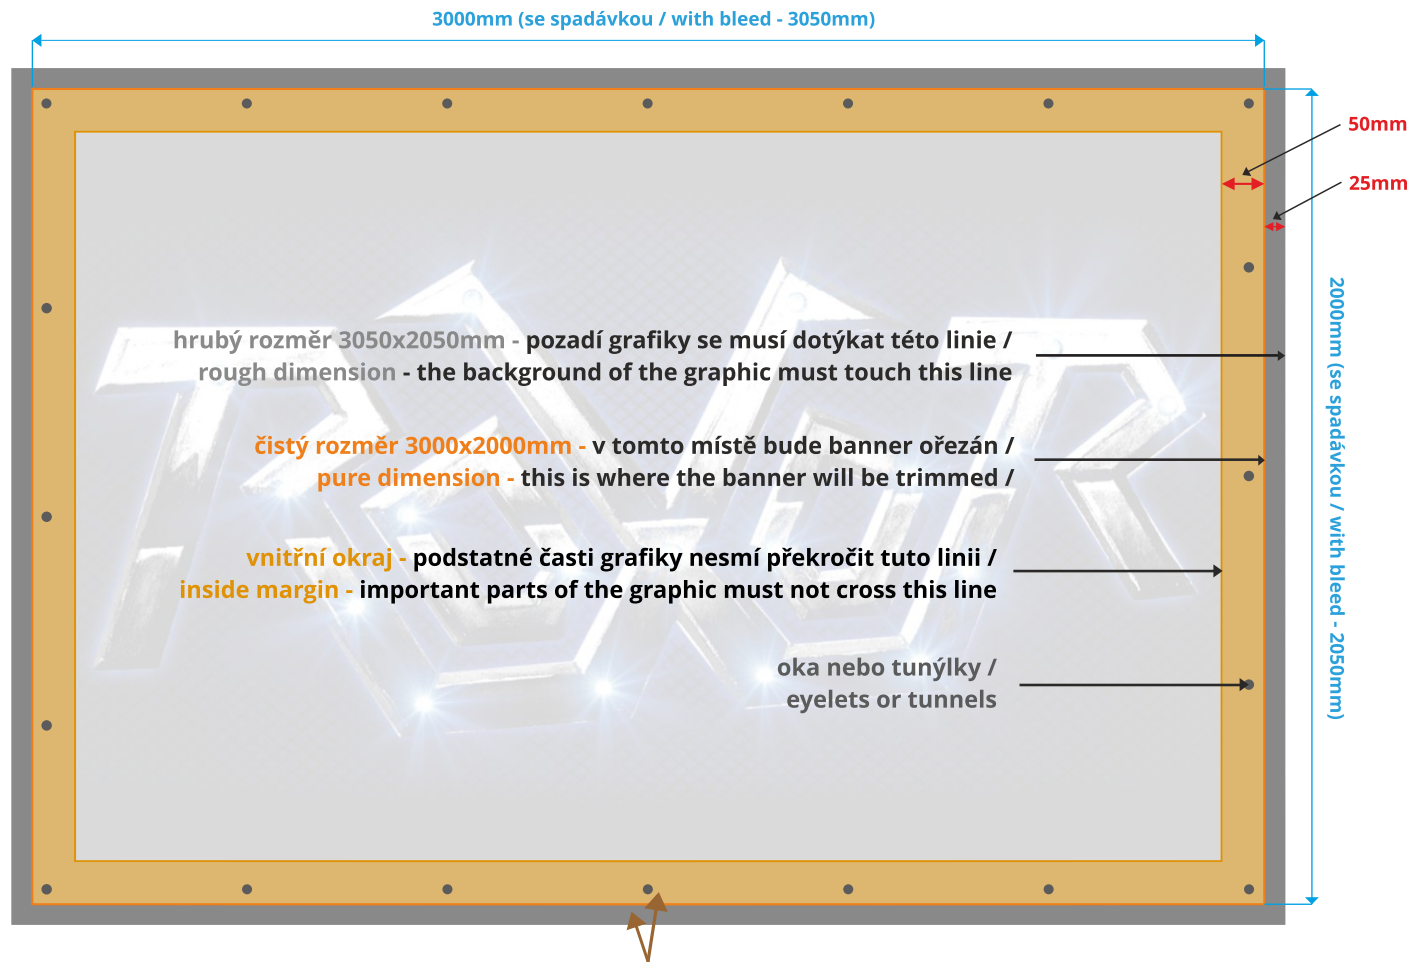 3000mm (se spadávkou / with bleed - 3050mm)
50mm
25mm
2000mm (se spadávkou / with bleed - 2050mm)
hrubý rozměr 3050x2050mm - pozadí grafiky se musí dotýkat této linie /
rough dimension - the background of the graphic must touch this line
čistý rozměr 3000x2000mm - v tomto místě bude banner ořezán /
pure dimension - this is where the banner will be trimmed /
vnitřní okraj - podstatné časti grafiky nesmí překročit tuto linii /
inside margin - important parts of the graphic must not cross this line
oka nebo tunýlky /
eyelets or tunnels